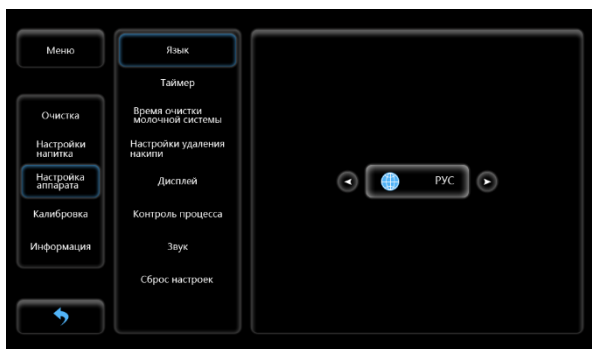 Меню
Очистка
Настройки
напитка
Настройка
аппарата
Калибровка
Информация
Язык
Таймер
Время очистки
молочной системы
Настройки удаления
накипи
Дисплей
Контроль процесса
Звук
Сброс настроек
РУС